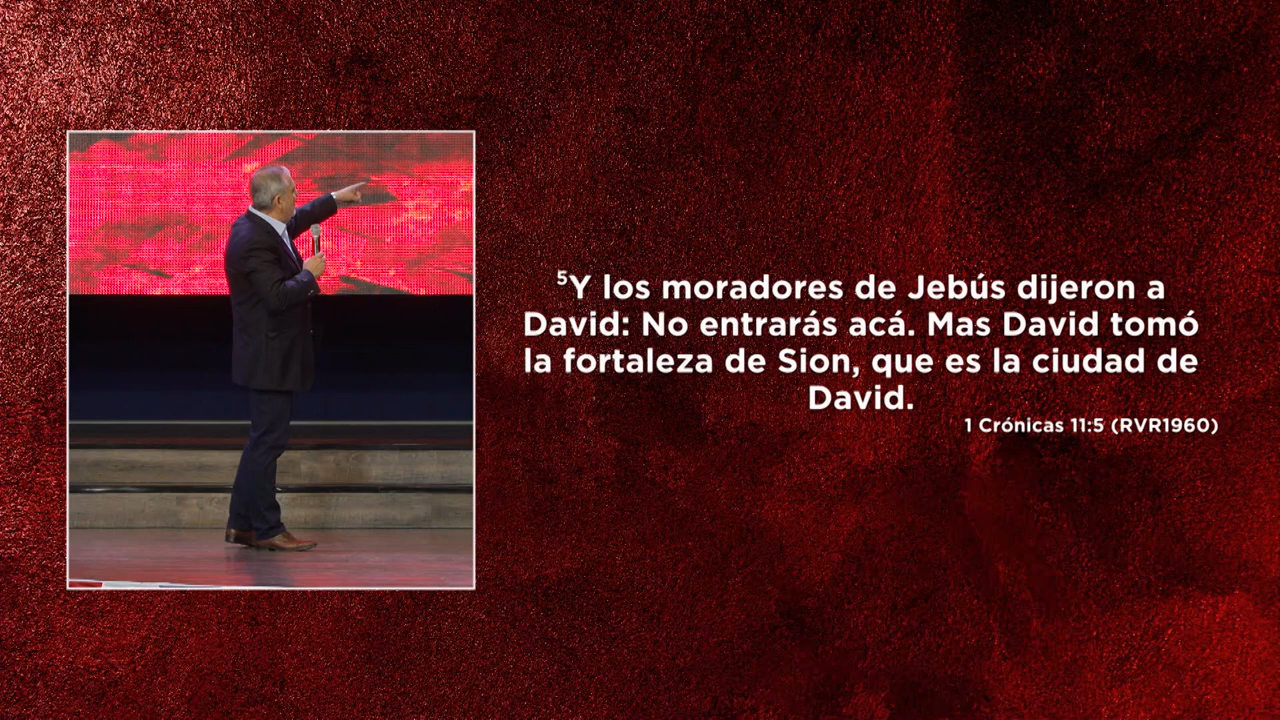 ⁵Y los moradores de Jebús dijeron a
David: No entrarás acá. Mas David tomó
la fortaleza de Sion, que es la ciudad de
David.
1 Crónicas 11:5 (RVR1960)